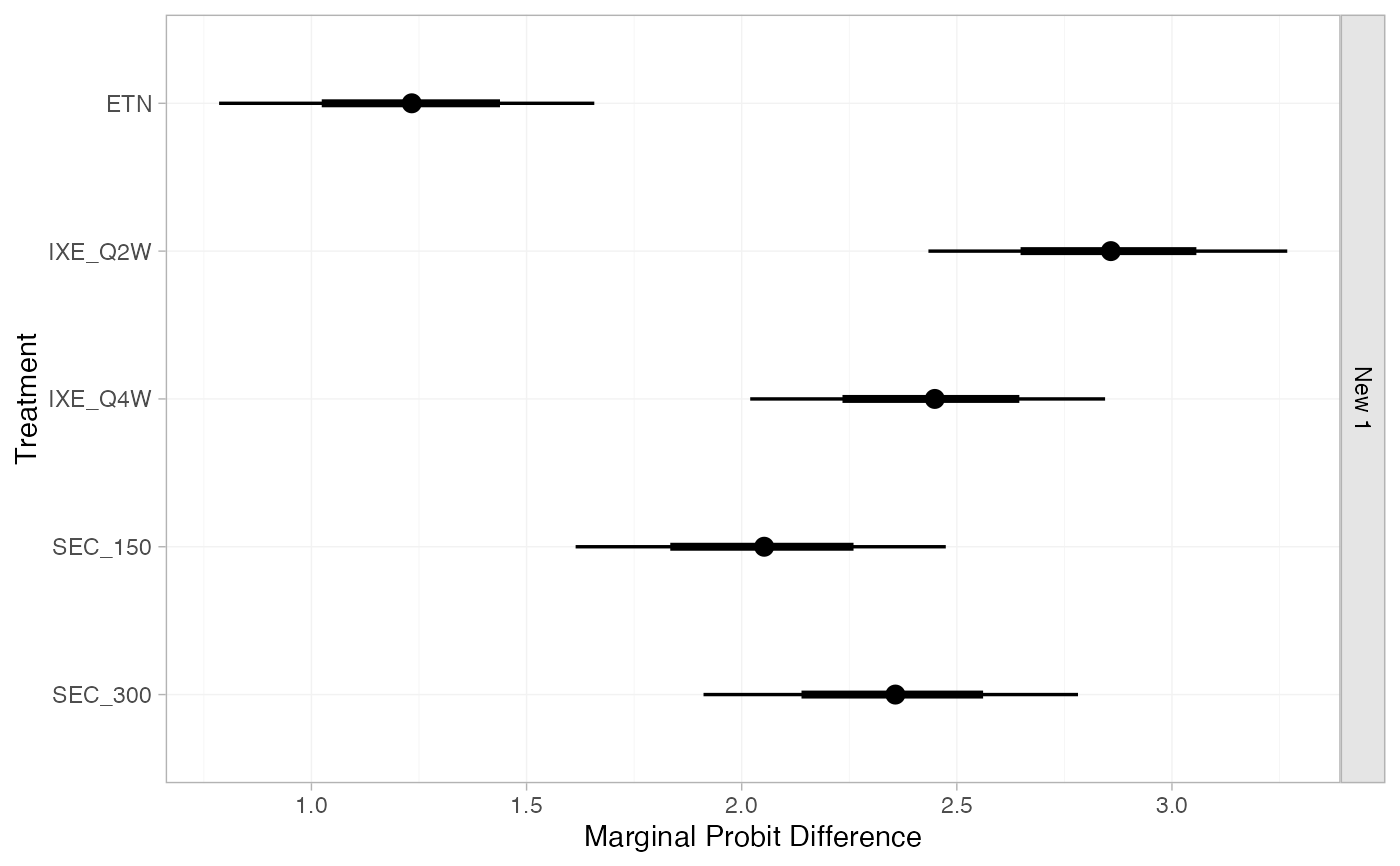 ETN
IXE_Q2W
IXE_Q4W
SEC_150
SEC_300
Treatment
New 1
1.0 1.5 2.0 2.5 3.0
Marginal Probit Difference